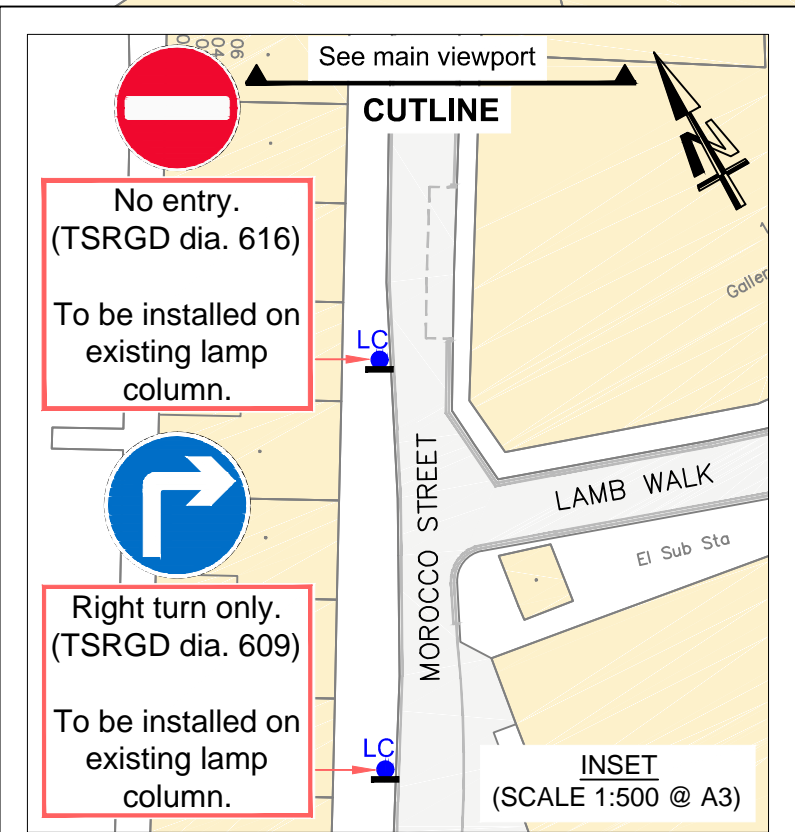 See main viewport
CUTLINE
No entry.
(TSRGD dia. 616)
To be installed on
existing lamp
column.
LC
MOROCCO STREET
LAMB WALK
El Sub Sta
Right turn only.
(TSRGD dia. 609)
To be installed on
existing lamp
column.
LC
INSET
(SCALE 1:500 @ A3)
N